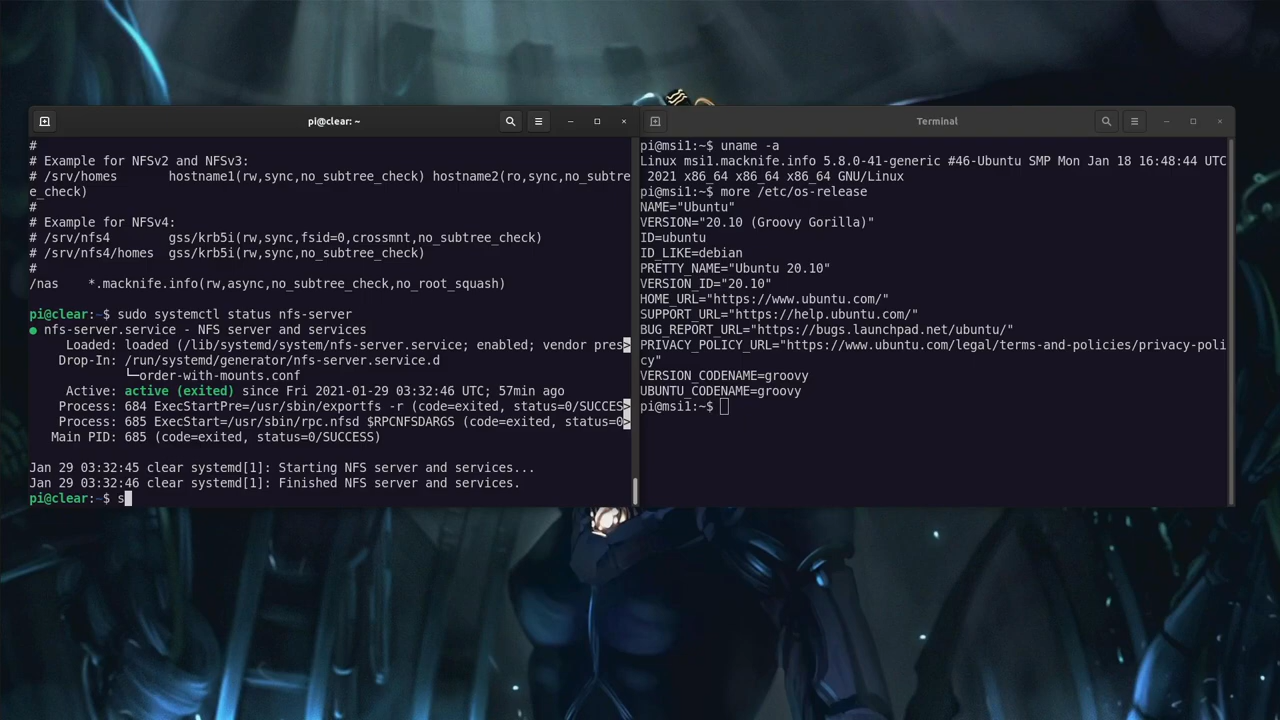 pi@clear: ~
#
# Example for NFSv2 and NFSv3:
# /srv/homes       hostname1(rw,sync,no_subtree_check) hostname2(ro,sync,no_subtre
e_check)
#
# Example for NFSv4:
# /srv/nfs4        gss/krb5i(rw,sync,fsid=0,crossmnt,no_subtree_check)
# /srv/nfs4/homes  gss/krb5i(rw,sync,no_subtree_check)
#
/nas    *.macknife.info(rw,async,no_subtree_check,no_root_squash)
pi@clear:~$ sudo systemctl status nfs-server
● nfs-server.service - NFS server and services
Loaded: loaded (/lib/systemd/system/nfs-server.service; enabled; vendor pres>
Drop-In: /run/systemd/generator/nfs-server.service.d
└─order-with-mounts.conf
Active: active (exited) since Fri 2021-01-29 03:32:46 UTC; 57min ago
Process: 684 ExecStartPre=/usr/sbin/exportfs -r (code=exited, status=0/SUCCES>
Process: 685 ExecStart=/usr/sbin/rpc.nfsd $RPCNFSDARGS (code=exited, status=0>
Main PID: 685 (code=exited, status=0/SUCCESS)
Jan 29 03:32:45 clear systemd[1]: Starting NFS server and services...
Jan 29 03:32:46 clear systemd[1]: Finished NFS server and services.
pi@clear:~$ s
Terminal
pi@msi1:~$ uname -a
Linux msi1.macknife.info 5.8.0-41-generic #46-Ubuntu SMP Mon Jan 18 16:48:44 UTC
2021 x86_64 x86_64 x86_64 GNU/Linux
pi@msi1:~$ more /etc/os-release
NAME="Ubuntu"
VERSION="20.10 (Groovy Gorilla)"
ID=ubuntu
ID_LIKE=debian
PRETTY_NAME="Ubuntu 20.10"
VERSION_ID="20.10"
HOME_URL="https://www.ubuntu.com/"
SUPPORT_URL="https://help.ubuntu.com/"
BUG_REPORT_URL="https://bugs.launchpad.net/ubuntu/"
PRIVACY_POLICY_URL="https://www.ubuntu.com/legal/terms-and-policies/privacy-poli
cy"
VERSION_CODENAME=groovy
UBUNTU_CODENAME=groovy
pi@msi1:~$